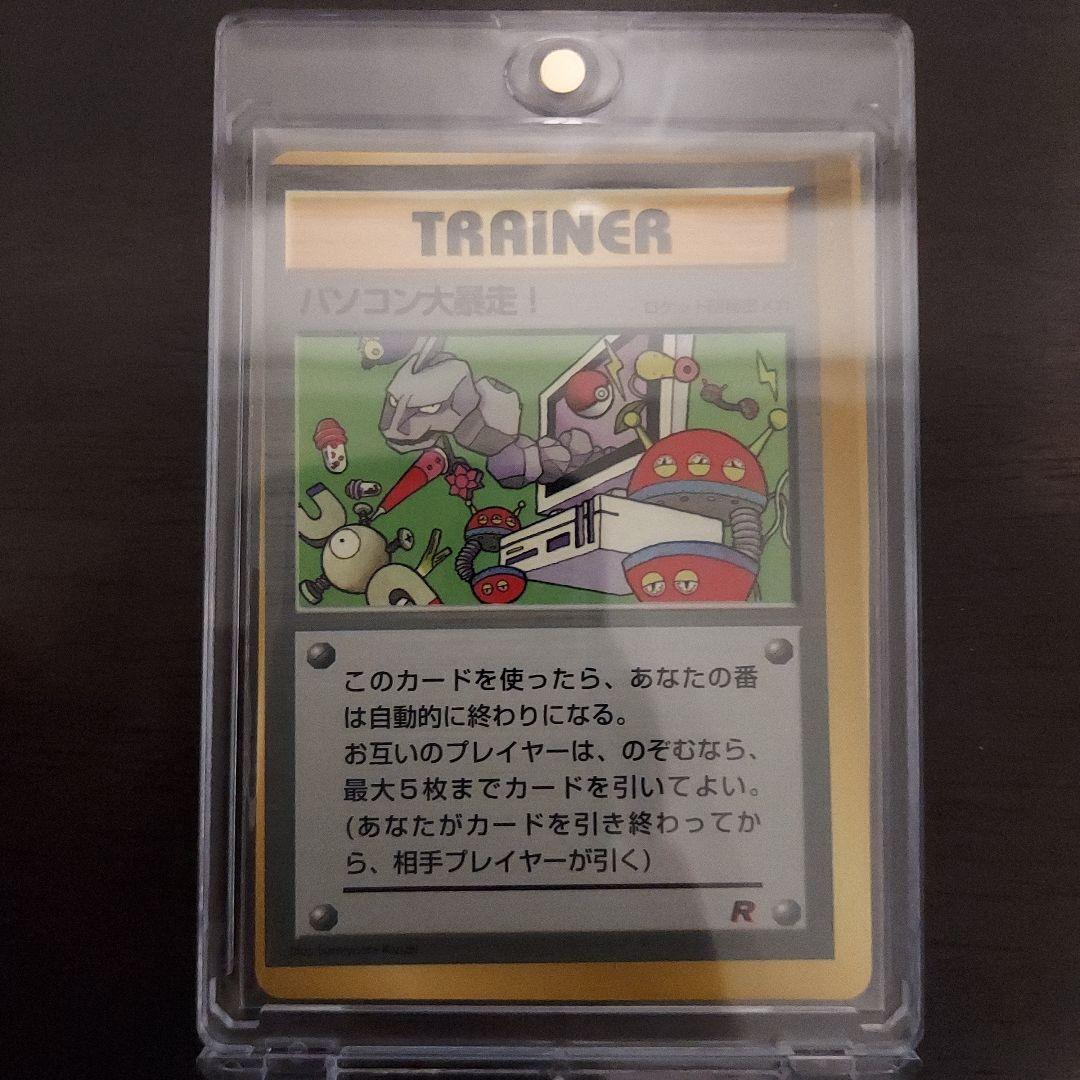 TRAINER
パソコン大暴走！
このカードを使ったら、あなたの番
は自動的に終わりになる。
お互いのプレイヤーは、のぞむなら、
最大5枚までカードを引いてよい。
(あなたがカードを引き終わってか
ら、相手プレイヤーが引く)
R